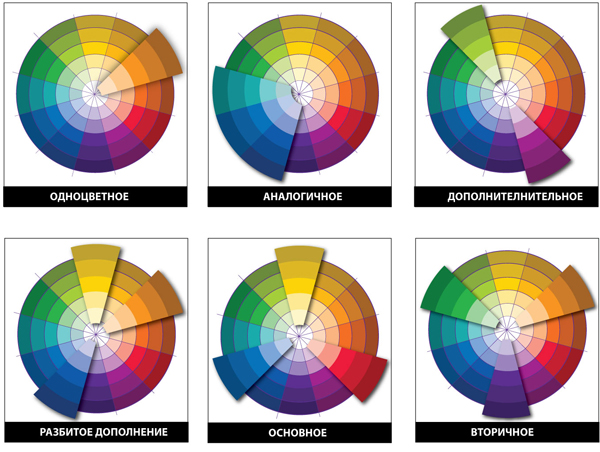 ОДНОЦВЕТНОЕ
АНАЛОГИЧНОЕ
ДОПОЛНИТЕЛНИТЕЛЬНОЕ
РАЗБИТОЕ ДОПОЛНЕНИЕ
ОСНОВНОЕ
ВТОРИЧНОЕ